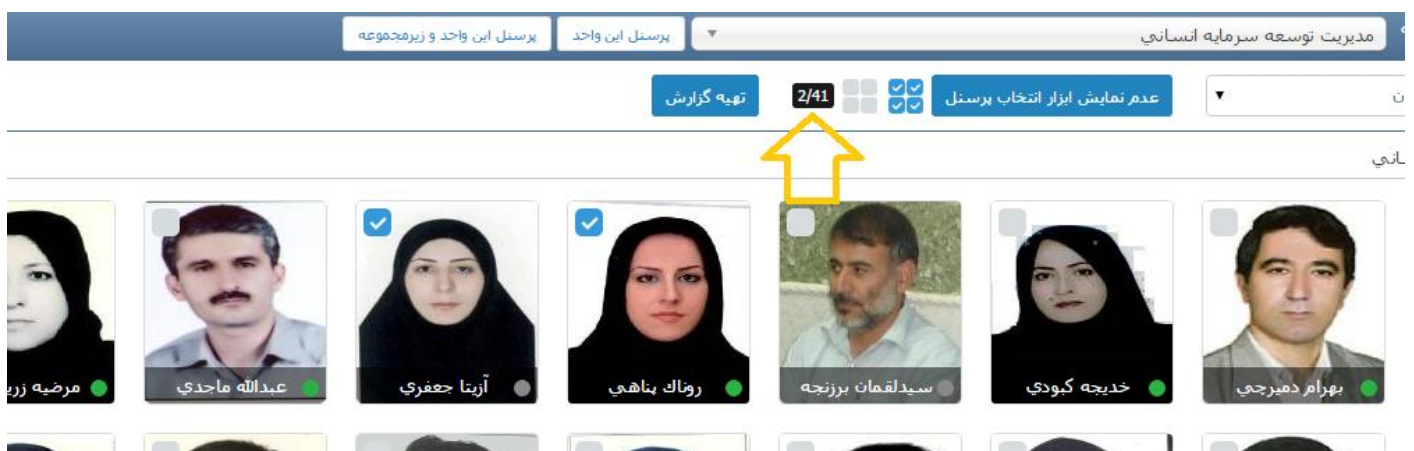 مديريت توسعه سرمايه انساني
پرسنل اين واحد
پرسنل اين واحد و زيرمجموعه
عدم نمايش ابزار انتخاب پرسنل
2/41
تهيه گزارش
بهرام دميرچي
خديجه كبودي
سيدلقمان برزنجه
روناك پناهي
آزيتا جعفري
عبدالله ماجدي
مرضيه